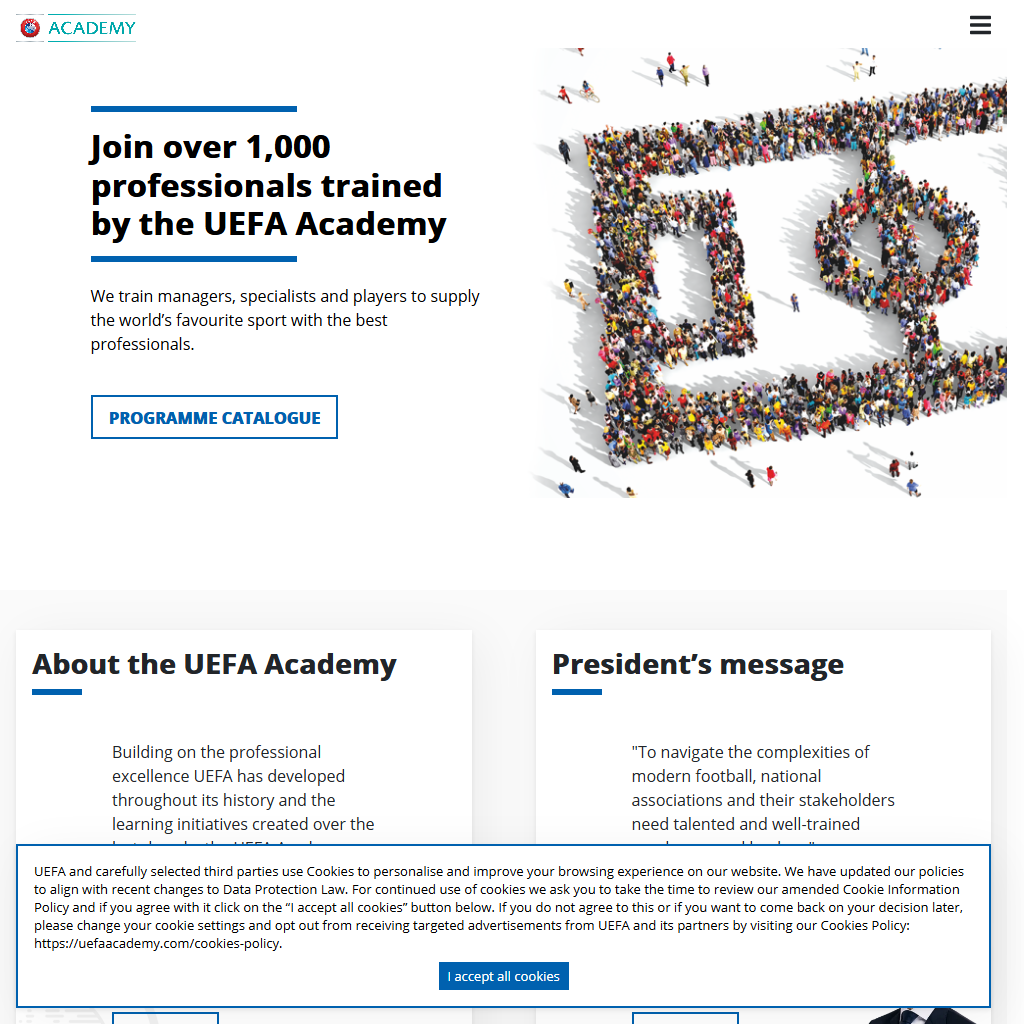 ACADEMY
Join over 1,000
professionals trained
by the UEFA Academy
We train managers, specialists and players to supply
the world’s favourite sport with the best
professionals.
PROGRAMME CATALOGUE
About the UEFA Academy
Building on the professional
excellence UEFA has developed
throughout its history and the
learning initiatives created over the
President’s message
"To navigate the complexities of
modern football, national
associations and their stakeholders
need talented and well-trained
UEFA and carefully selected third parties use Cookies to personalise and improve your browsing experience on our website. We have updated our policies
to align with recent changes to Data Protection Law. For continued use of cookies we ask you to take the time to review our amended Cookie Information
Policy and if you agree with it click on the “I accept all cookies” button below. If you do not agree to this or if you want to come back on your decision later,
please change your cookie settings and opt out from receiving targeted advertisements from UEFA and its partners by visiting our Cookies Policy:
https://uefaacademy.com/cookies-policy.
I accept all cookies